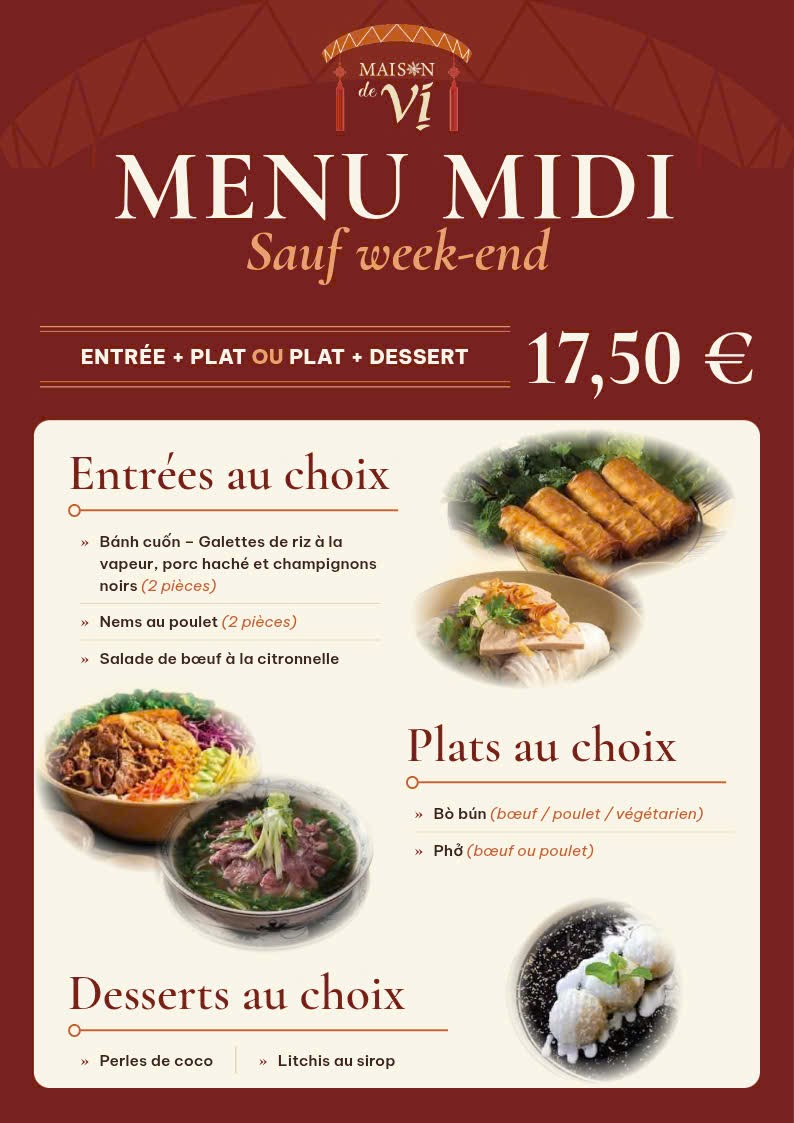 MAISON
de Vị
MENU MIDI
Sauf week-end
ENTRÉE + PLAT OU PLAT + DESSERT
17,50 €
Entrées au choix
» Bánh cuốn – Galettes de riz à la
vapeur, porc haché et champignons
noirs (2 pièces)
» Nems au poulet (2 pièces)
» Salade de bœuf à la citronnelle
Plats au choix
» Bò bún (bœuf / poulet / végétarien)
» Phở (bœuf ou poulet)
Desserts au choix
» Perles de coco
» Litchis au sirop